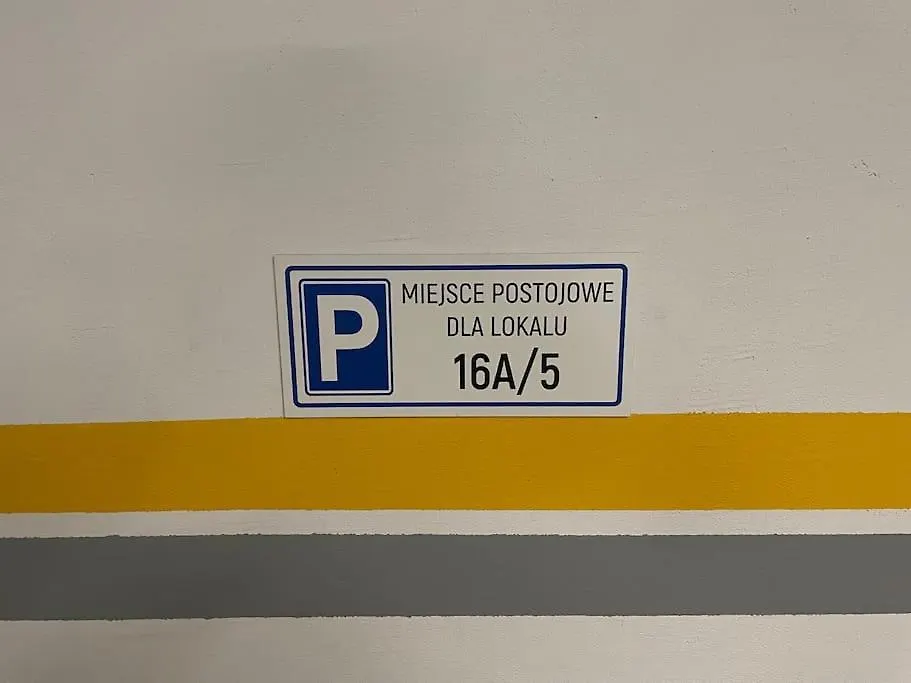 P
MIEJSCE POSTOJOWE
DLA LOKALU
16A/5